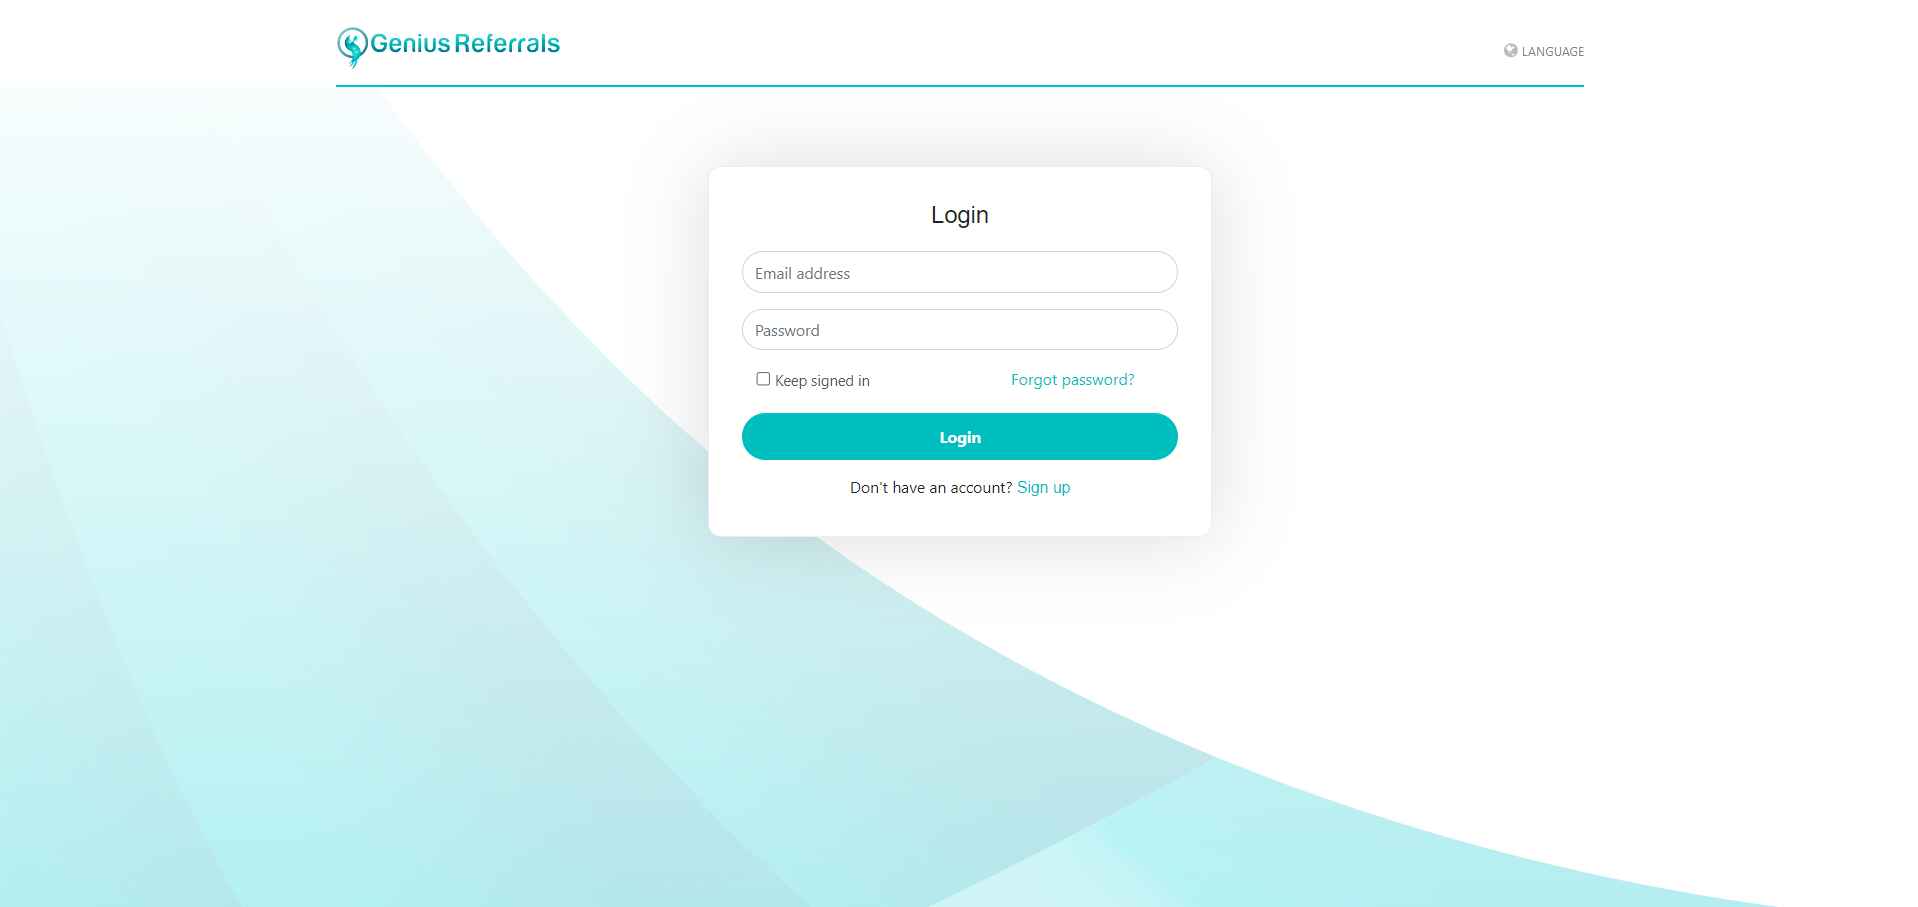 Genius Referrals
LANGUAGE
Login
Email address
Password
Keep signed in
Forgot password?
Login
Don't have an account? Sign up